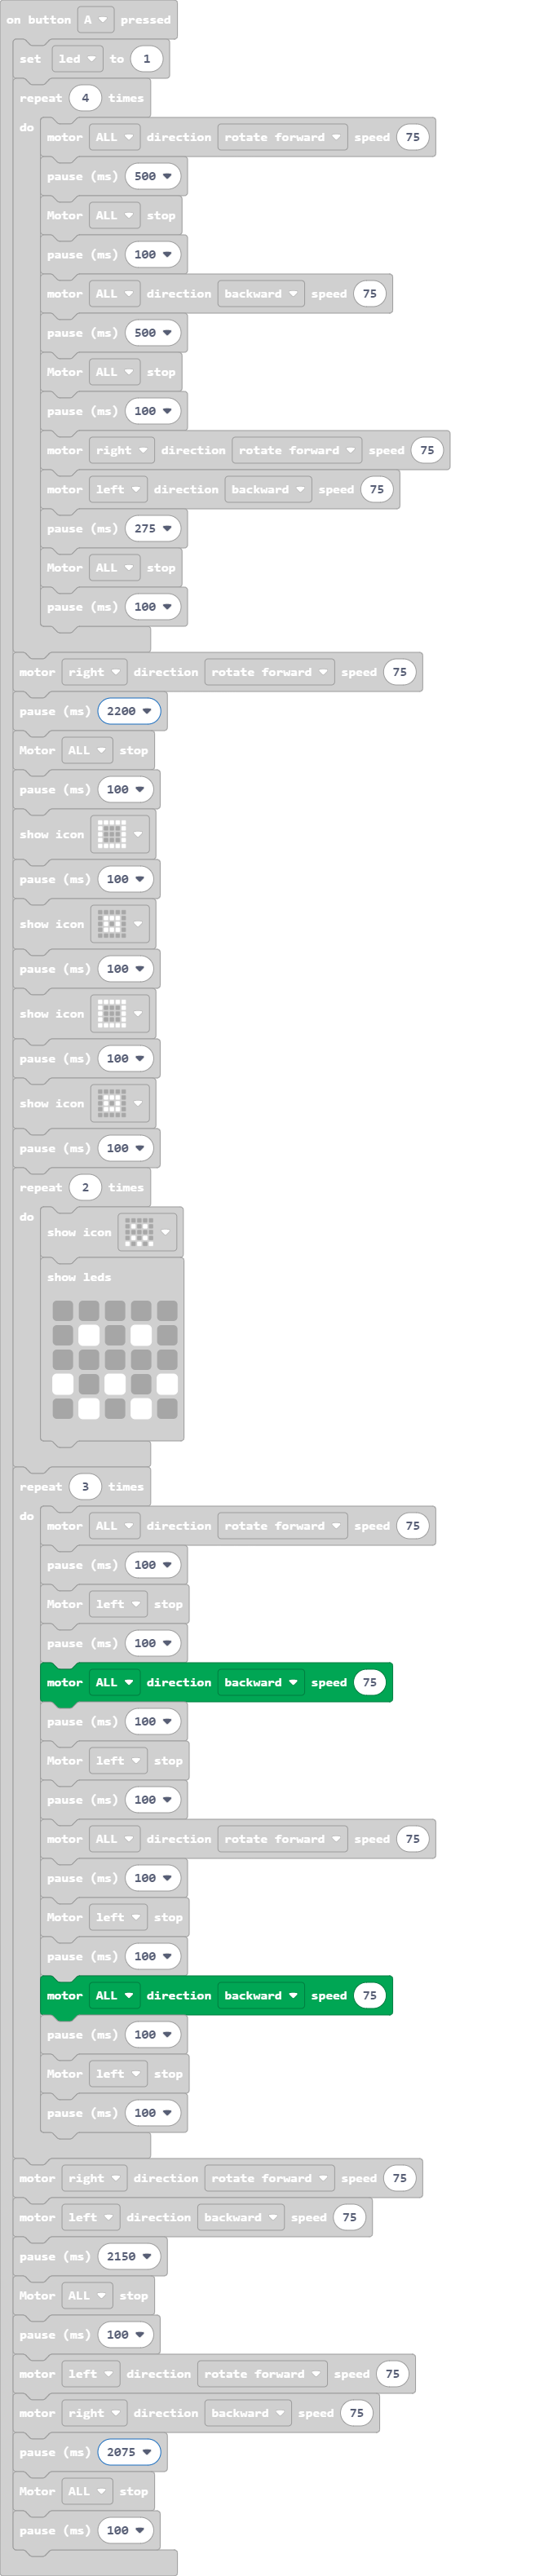 on button A pressed
set led to 1
repeat 4 times
do
motor ALL direction rotate forward speed 75
pause (ms) 500
Motor ALL stop
pause (ms) 100
motor ALL direction backward speed 75
pause (ms) 500
Motor ALL stop
pause (ms) 100
motor right direction rotate forward speed 75
motor left direction backward speed 75
pause (ms) 275
Motor ALL stop
pause (ms) 100
motor right direction rotate forward speed 75
pause (ms) 2200
Motor ALL stop
pause (ms) 100
show icon
pause (ms) 100
show icon
pause (ms) 100
show icon
pause (ms) 100
show icon
pause (ms) 100
repeat 2 times
do
show icon
show leds
repeat 3 times
do
motor ALL direction rotate forward speed 75
pause (ms) 100
Motor left stop
pause (ms) 100
motor ALL direction backward speed 75
pause (ms) 100
Motor left stop
pause (ms) 100
motor ALL direction rotate forward speed 75
pause (ms) 100
Motor left stop
pause (ms) 100
motor ALL direction backward speed 75
pause (ms) 100
Motor left stop
pause (ms) 100
motor right direction rotate forward speed 75
motor left direction backward speed 75
pause (ms) 2150
Motor ALL stop
pause (ms) 100
motor left direction rotate forward speed 75
motor right direction backward speed 75
pause (ms) 2075
Motor ALL stop
pause (ms) 100